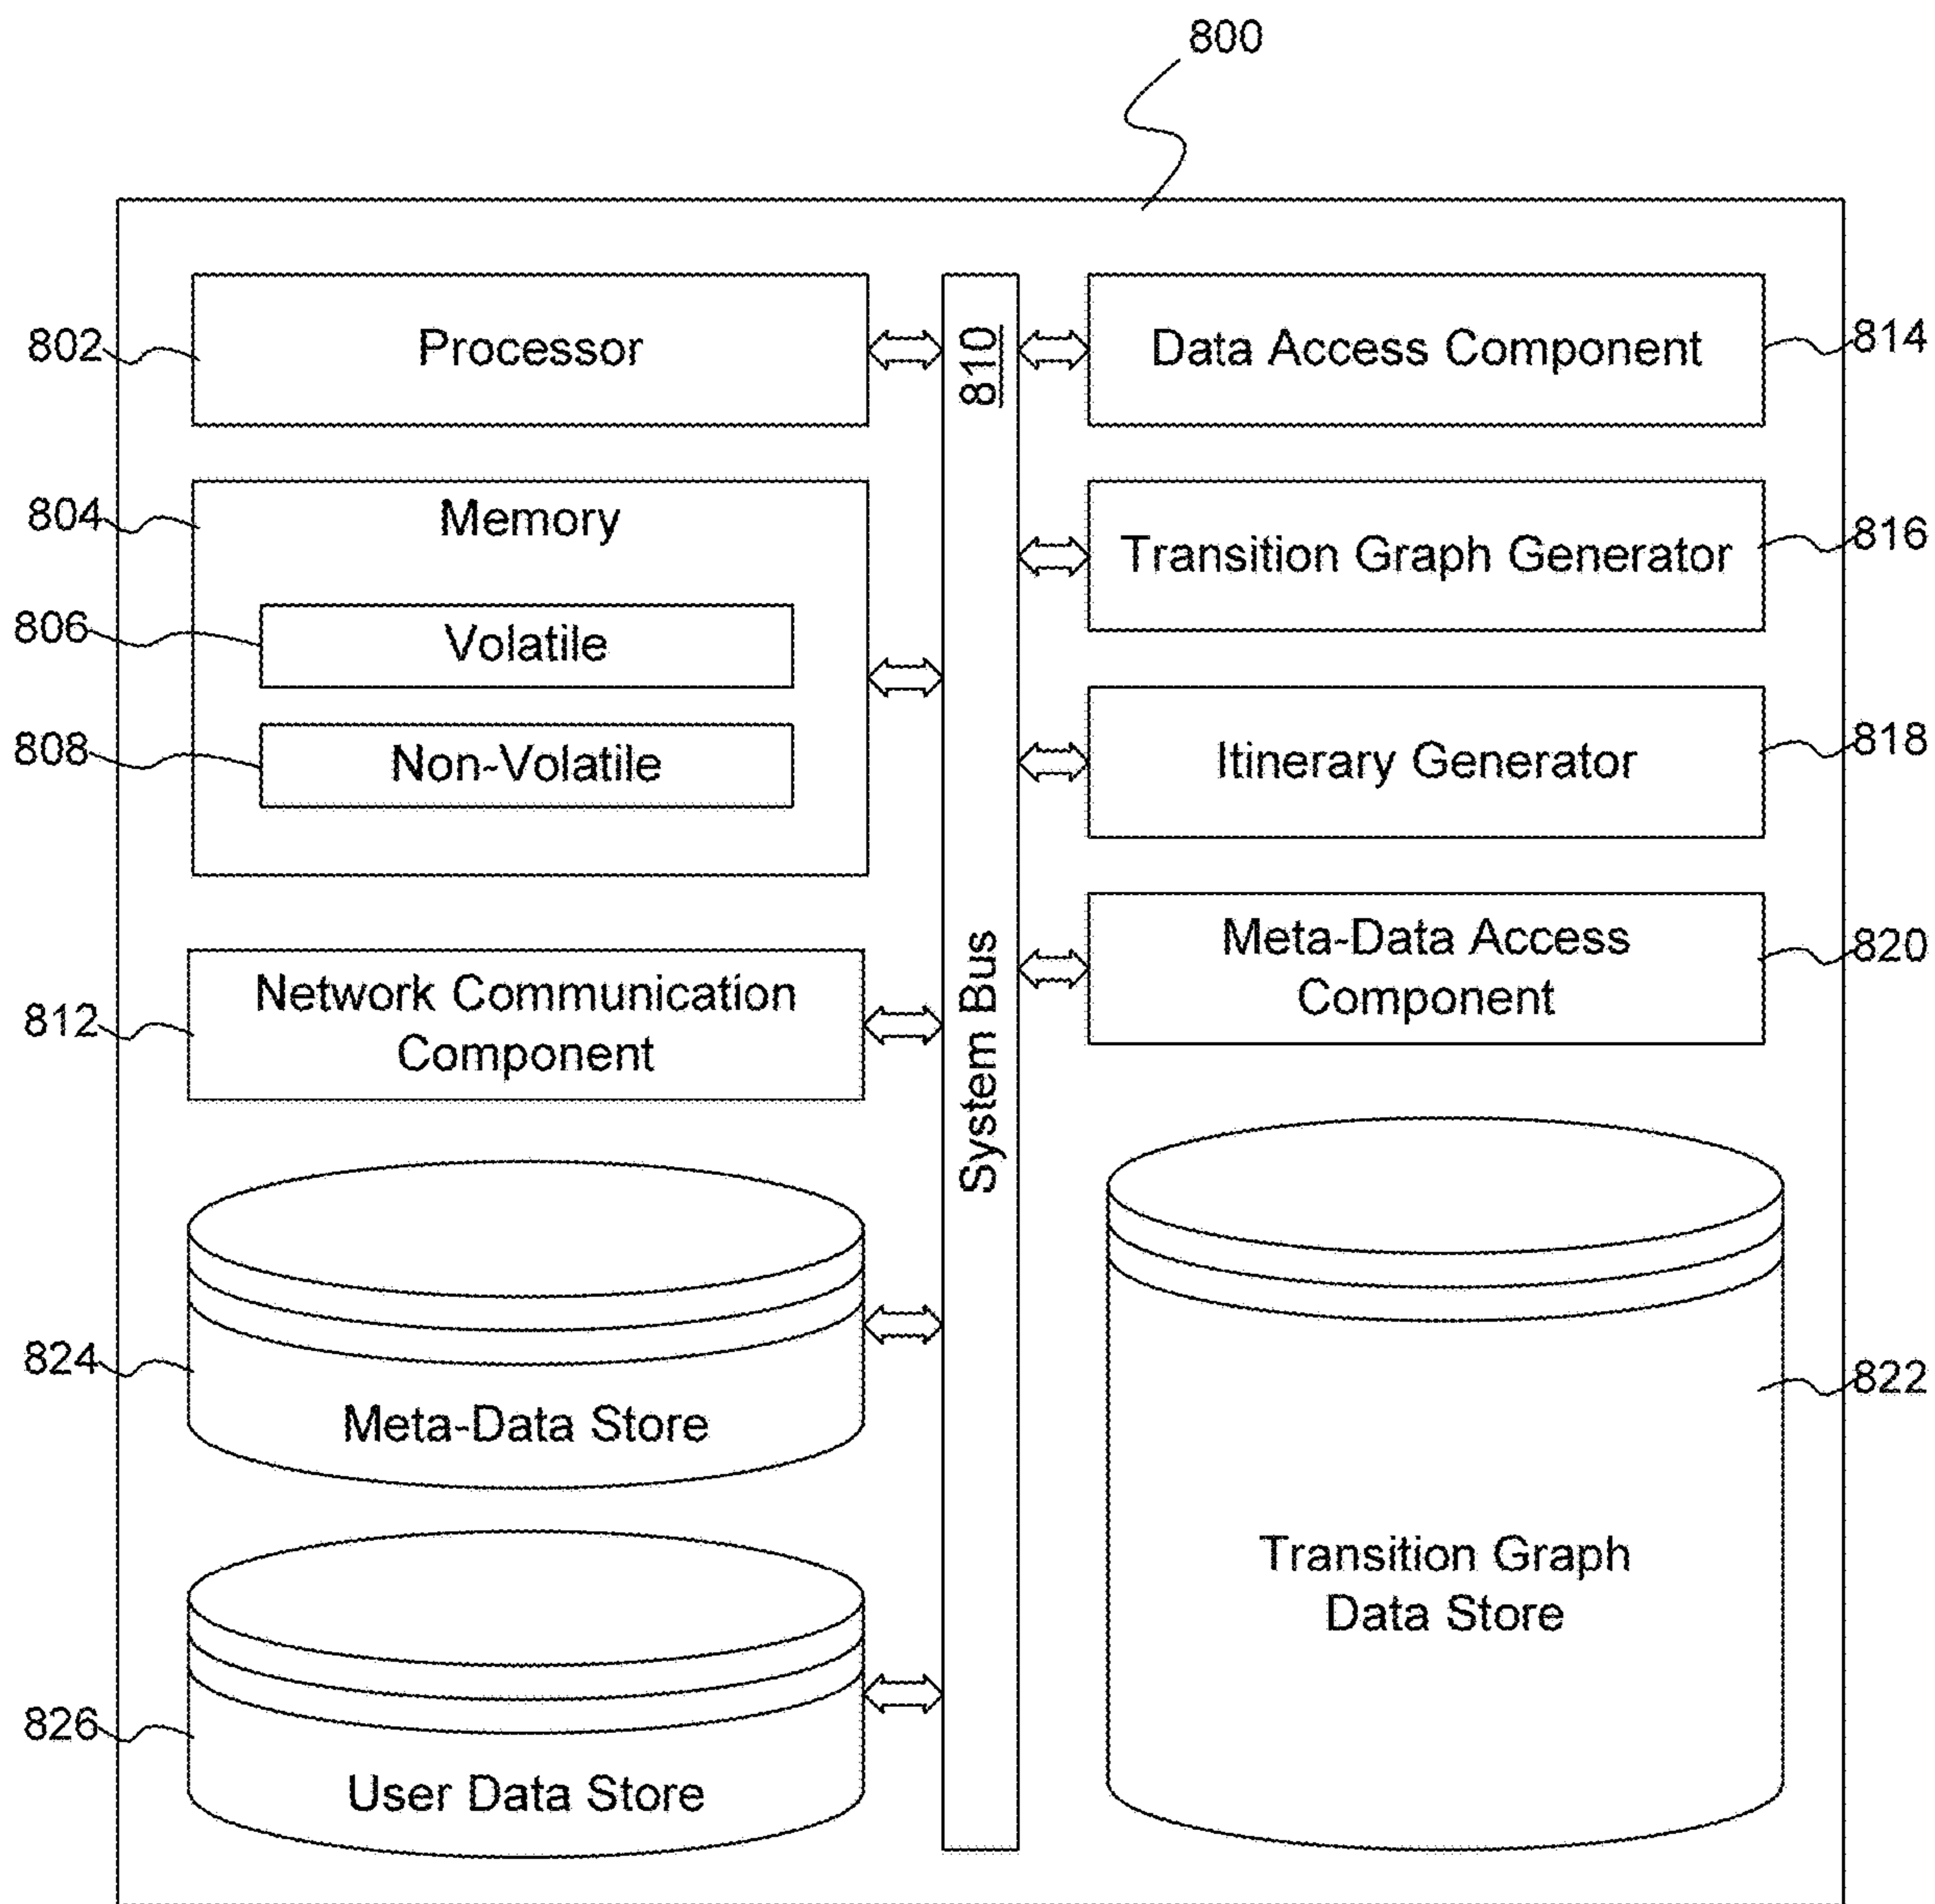 800
802
Processor
804
Memory
806
Volatile
808
Non-Volatile
812
Network Communication
Component
824
Meta-Data Store
826
User Data Store
810
System Bus
Data Access Component
814
Transition Graph Generator
816
Itinerary Generator
818
Meta-Data Access
Component
820
822
Transition Graph
Data Store